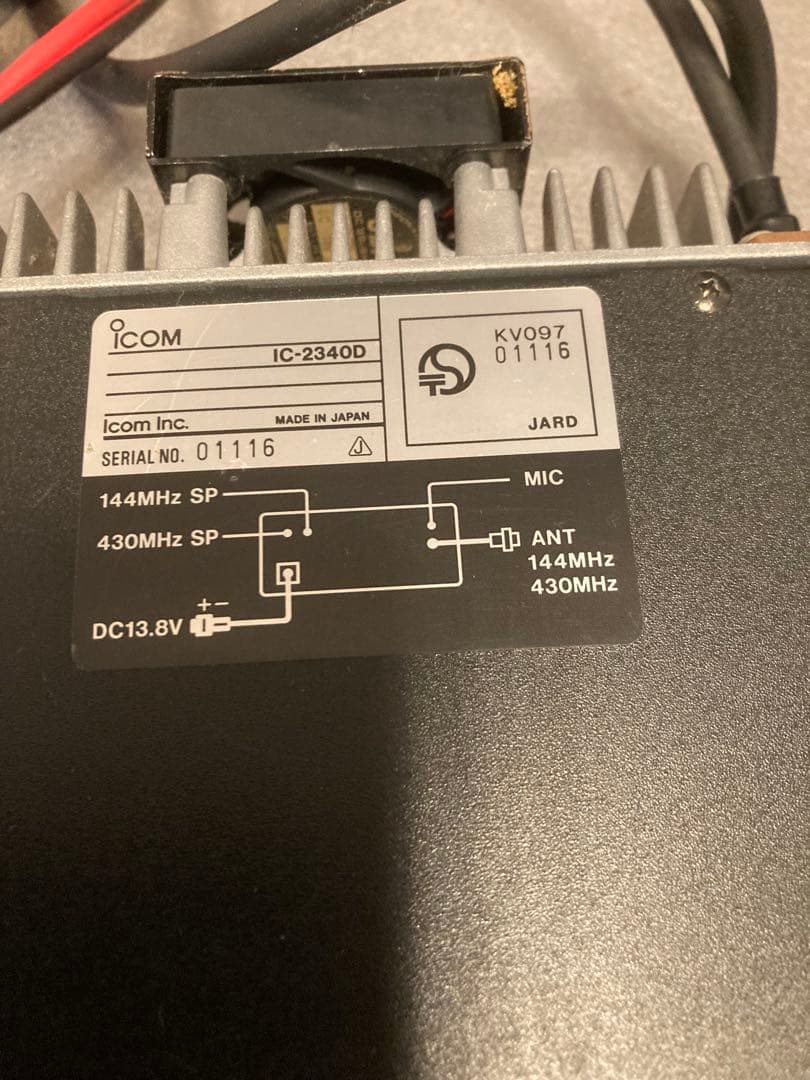 ICOM
IC-2340D
Icom Inc.
MADE IN JAPAN
SERIAL NO. 01116
J
KV097
01116
JARD
144MHz SP
430MHz SP
MIC
ANT
144MHz
430MHz
+−
DC13.8V